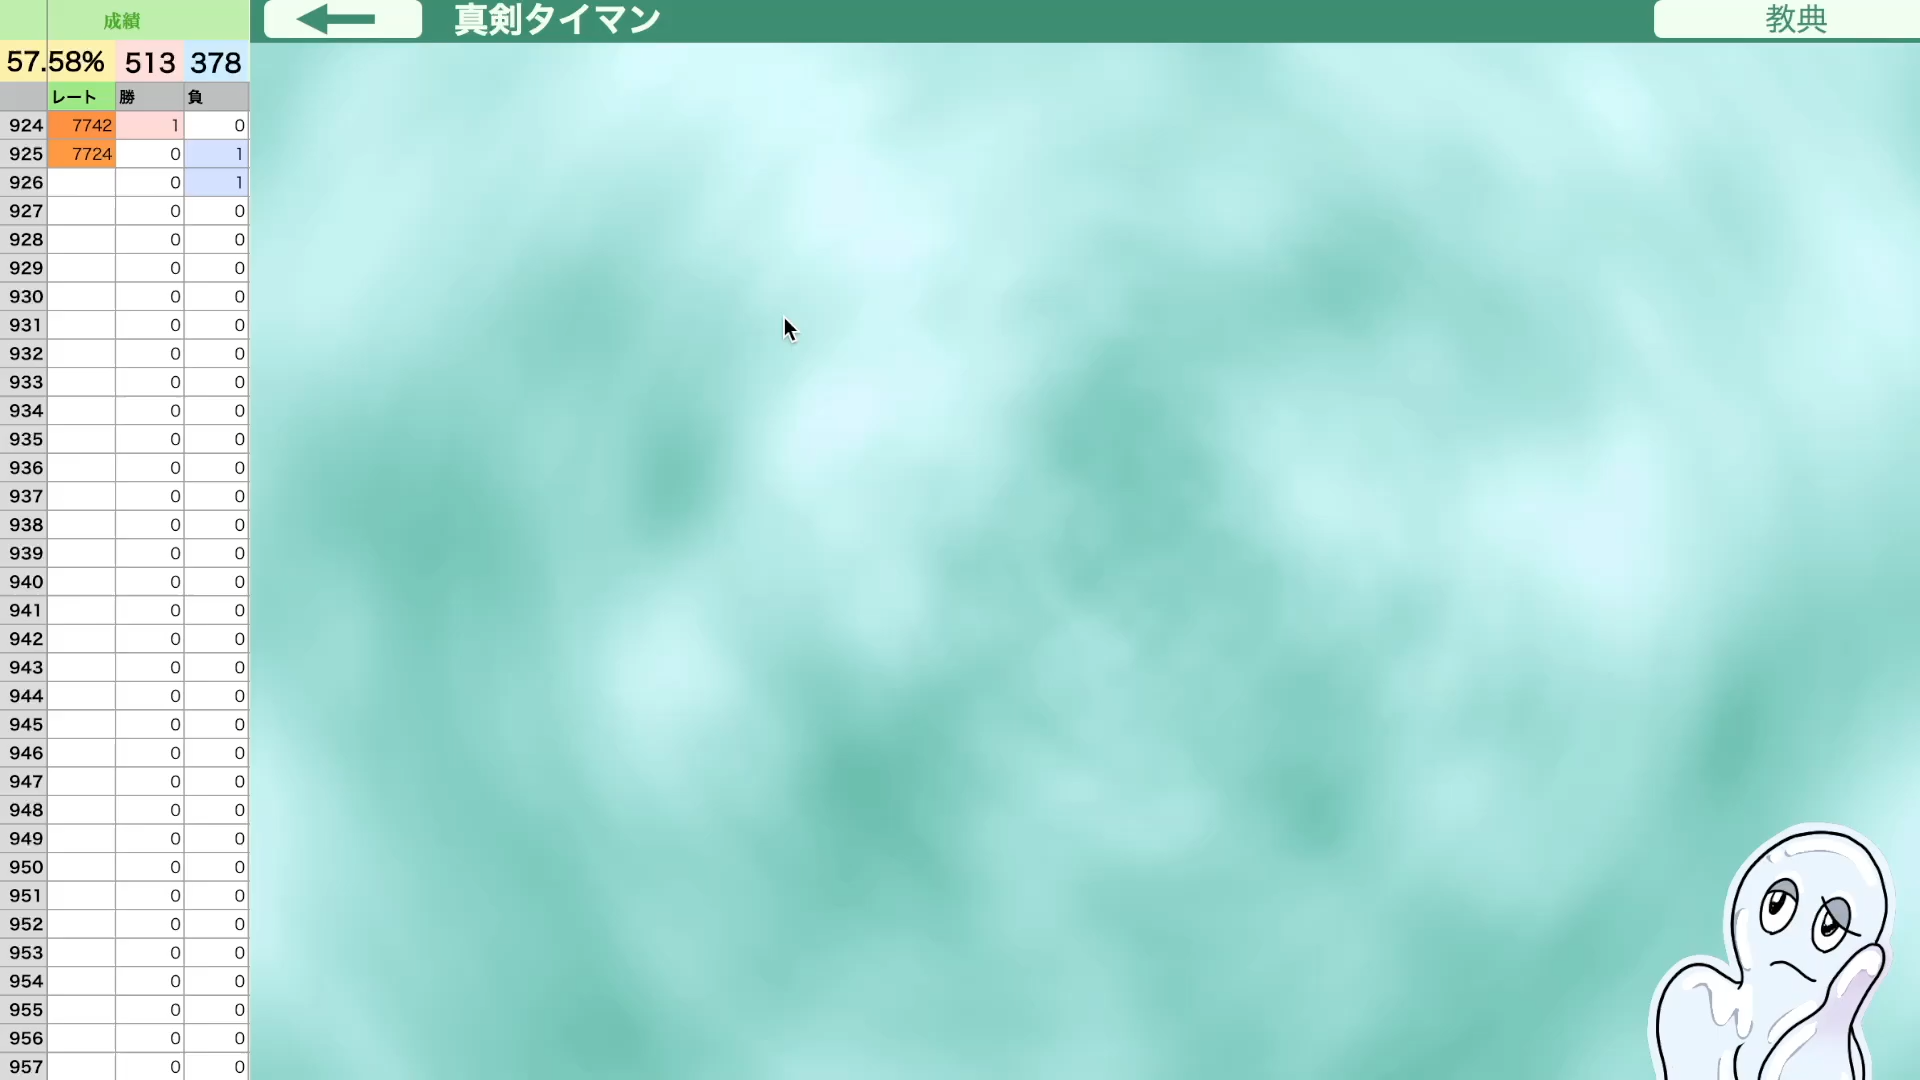 成績
真剣タイマン
教典
57.58% 513 378
レート 勝 負
924 7742 1 0
925 7724 0 1
926 0 1
927 0 0
928 0 0
929 0 0
930 0 0
931 0 0
932 0 0
933 0 0
934 0 0
935 0 0
936 0 0
937 0 0
938 0 0
939 0 0
940 0 0
941 0 0
942 0 0
943 0 0
944 0 0
945 0 0
946 0 0
947 0 0
948 0 0
949 0 0
950 0 0
951 0 0
952 0 0
953 0 0
954 0 0
955 0 0
956 0 0
957 0 0